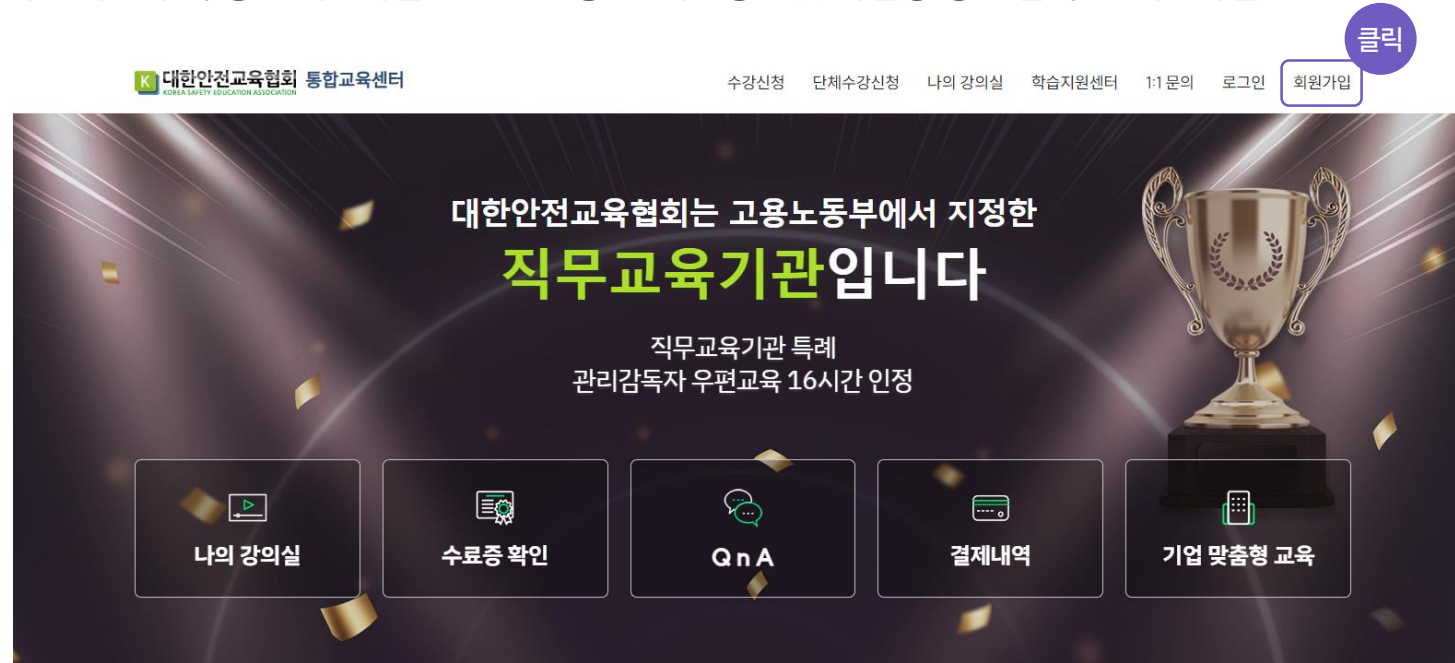 클릭
K 대한안전교육협회 통합교육센터
KOREA SAFETY EDUCATION ASSOCIATION
수강신청 단체수강신청 나의 강의실 학습지원센터 1:1 문의 로그인 회원가입
대한안전교육협회는 고용노동부에서 지정한
직무교육기관입니다
직무교육기관 특례
관리감독자 우편교육 16시간 인정
나의 강의실 수료증 확인 QnA 결제내역 기업 맞춤형 교육